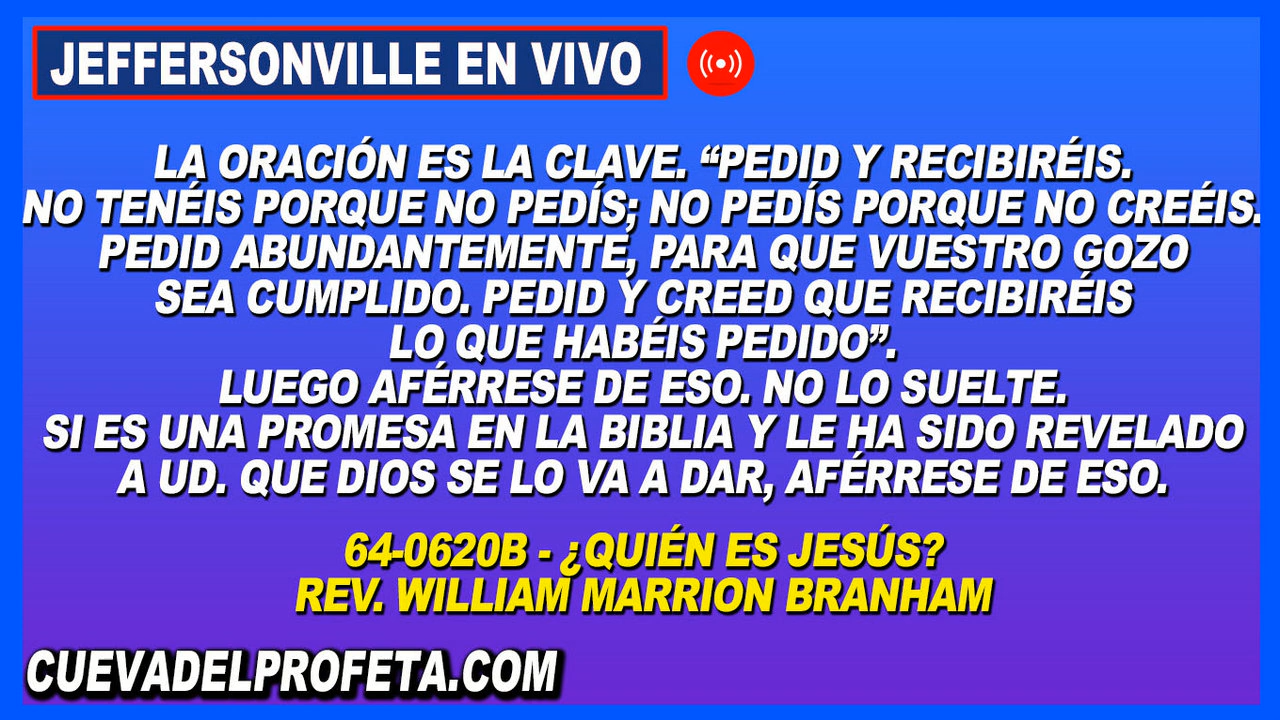 JEFFERSONVILLE EN VIVO
LA ORACIÓN ES LA CLAVE. “PEDID Y RECIBIRÉIS.
NO TENÉIS PORQUE NO PEDÍS; NO PEDÍS PORQUE NO CREÉIS.
PEDID ABUNDANTEMENTE, PARA QUE VUESTRO GOZO
SEA CUMPLIDO. PEDID Y CREED QUE RECIBIRÉIS
LO QUE HABÉIS PEDIDO”.
LUEGO AFÉRRESE DE ESO. NO LO SUELTE.
SI ES UNA PROMESA EN LA BIBLIA Y LE HA SIDO REVELADO
A UD. QUE DIOS SE LO VA A DAR, AFÉRRESE DE ESO.
64-0620B - ¿QUIÉN ES JESÚS?
REV. WILLIAM MARRION BRANHAM
CUEVADELPROFETA.COM